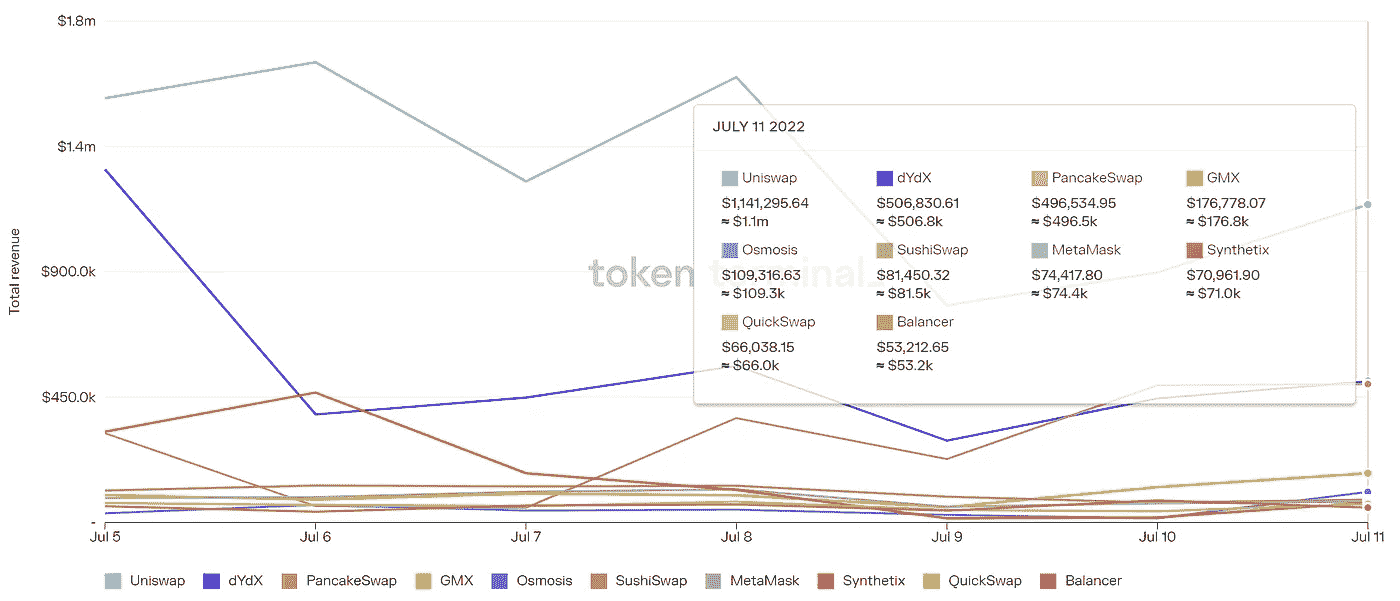 $1.8m
$1.4m
$900.0k
$450.0k
-
Total revenue
token terminal
JULY 11 2022
Uniswap dYdX PancakeSwap GMX
$1,141,295.64 $506,830.61 $496,534.95 $176,778.07
≈ $1.1m ≈ $506.8k ≈ $496.5k ≈ $176.8k
Osmosis SushiSwap MetaMask Synthetix
$109,316.63 $81,450.32 $74,417.80 $70,961.90
≈ $109.3k ≈ $81.5k ≈ $74.4k ≈ $71.0k
QuickSwap Balancer
$66,038.15 $53,212.65
≈ $66.0k ≈ $53.2k
Jul 5 Jul 6 Jul 7 Jul 8 Jul 9 Jul 10 Jul 11
Uniswap dYdX PancakeSwap GMX Osmosis SushiSwap MetaMask Synthetix QuickSwap Balancer